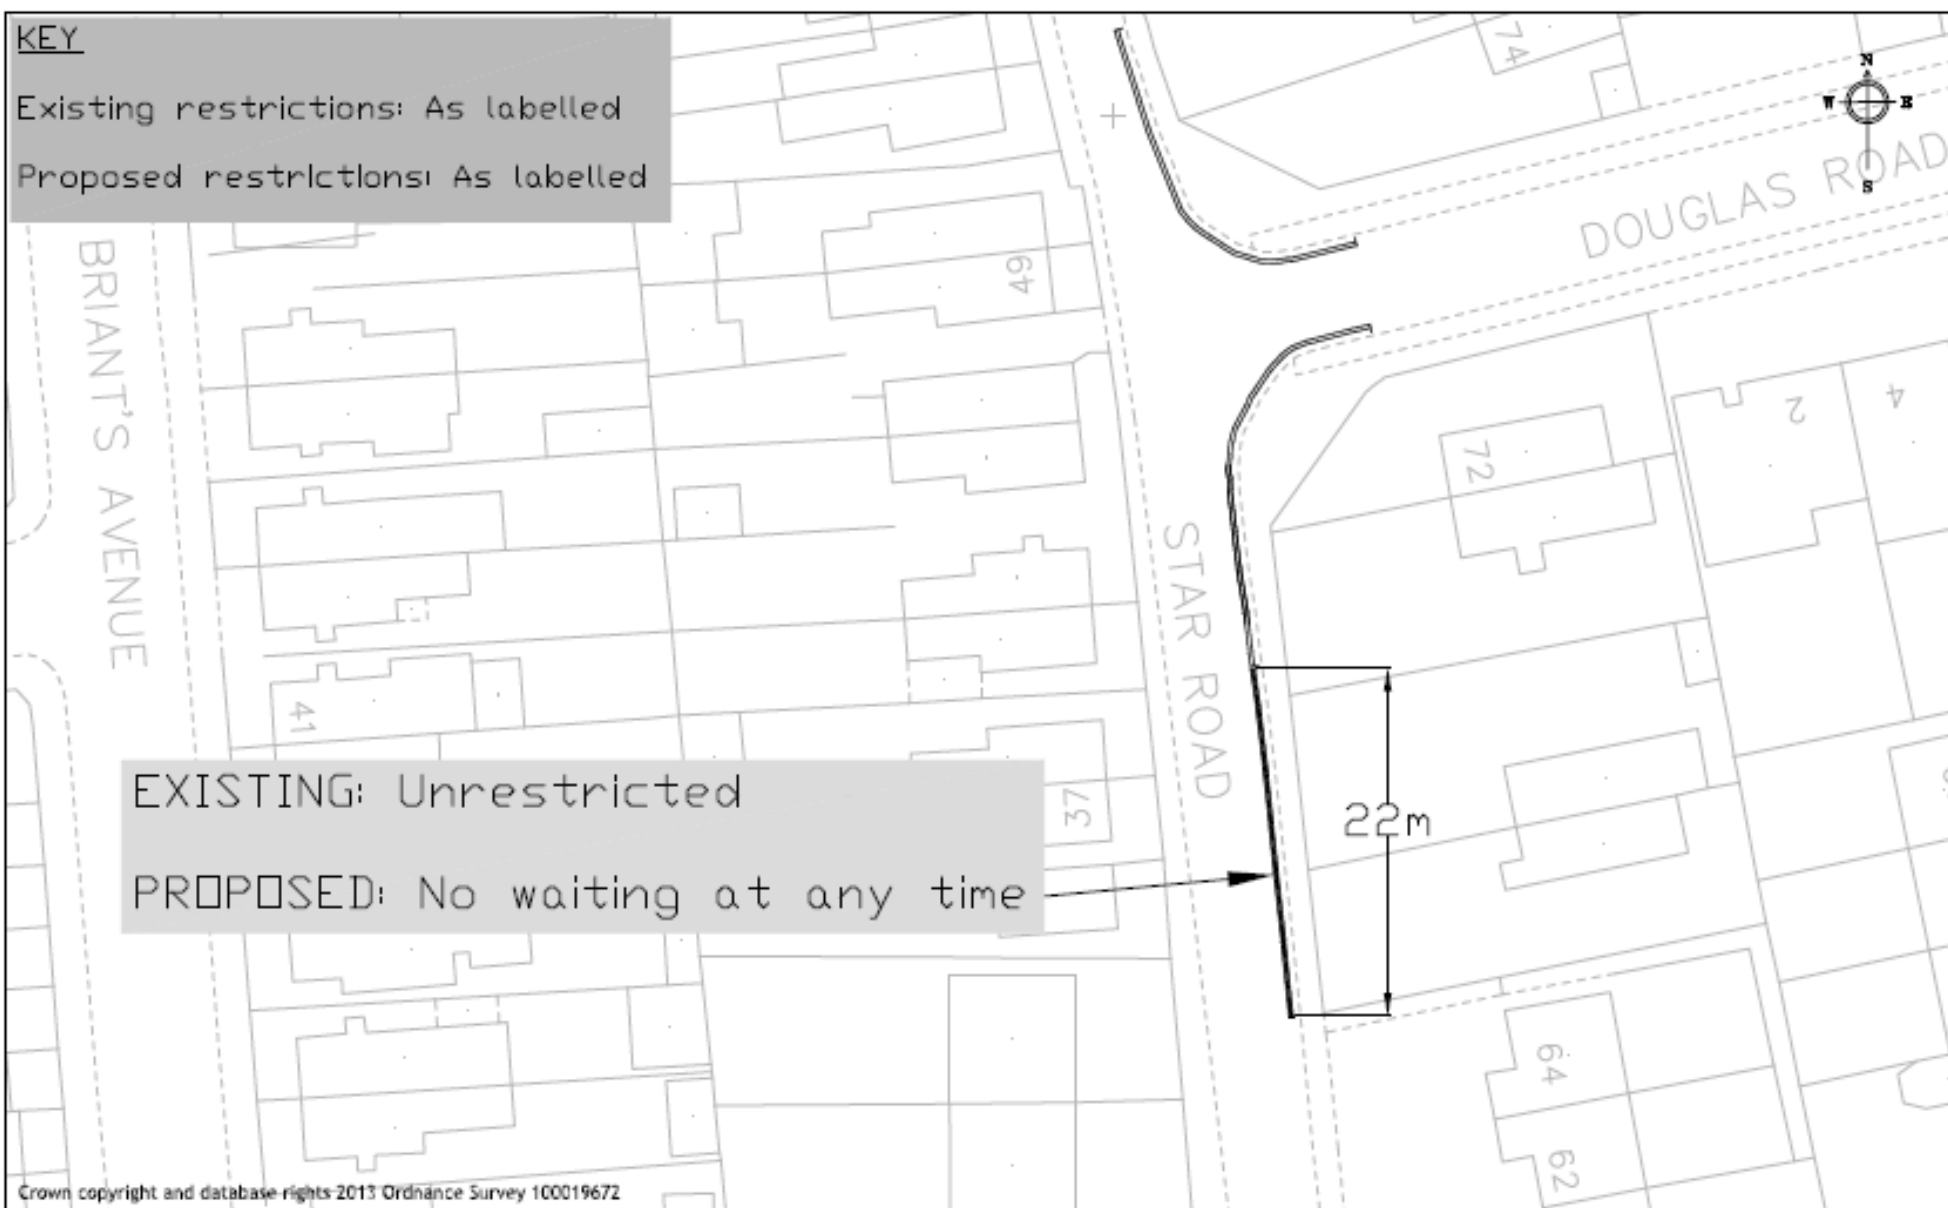 KEY
Existing restrictions: As labelled
Proposed restrictions: As labelled
N
W E
S
74
DOUGLAS ROAD
BRIANT'S AVENUE
49
72
2
4
STAR ROAD
41
37
EXISTING: Unrestricted
PROPOSED: No waiting at any time
22m
64
62
Crown copyright and database rights 2013 Ordnance Survey 100019672